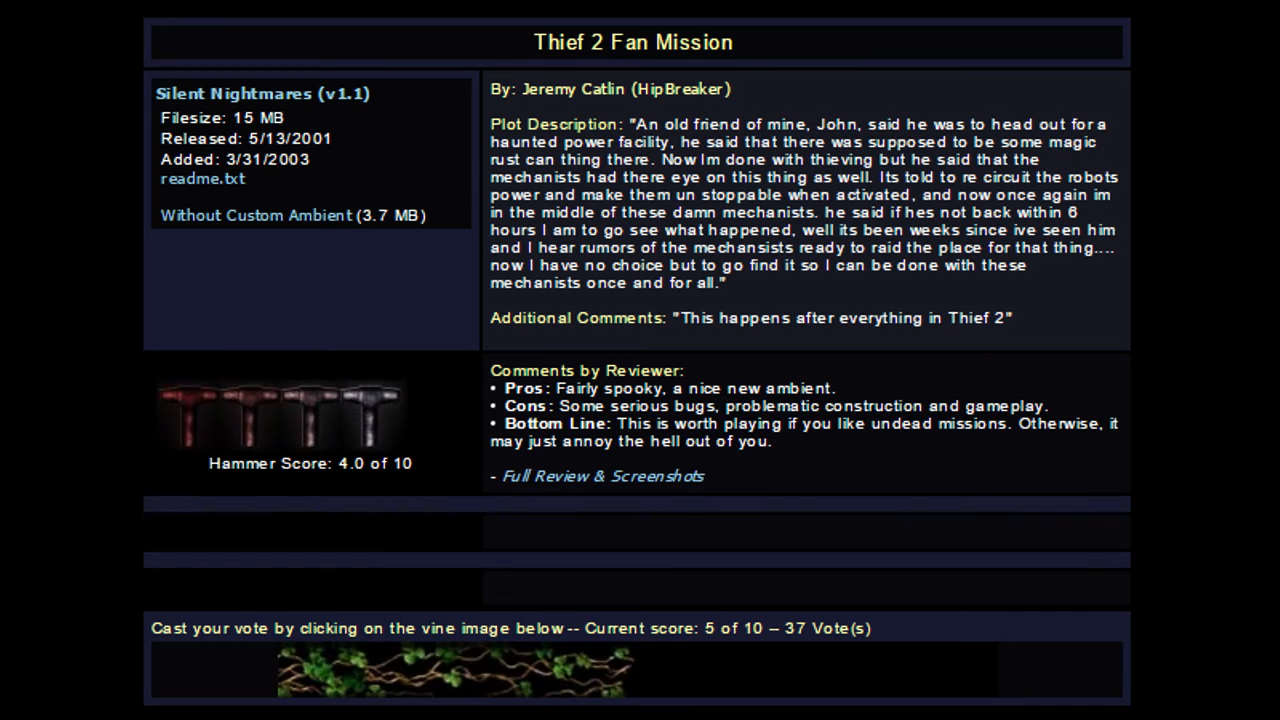 Thief 2 Fan Mission
Silent Nightmares (v1.1)
Filesize: 15 MB
Released: 5/13/2001
Added: 3/31/2003
readme.txt
Without Custom Ambient (3.7 MB)
By: Jeremy Catlin (HipBreaker)
Plot Description: "An old friend of mine, John, said he was to head out for a
haunted power facility, he said that there was supposed to be some magic
rust can thing there. Now Im done with thieving but he said that the
mechanists had there eye on this thing as well. Its told to re circuit the robots
power and make them un stoppable when activated, and now once again im
in the middle of these damn mechanists. he said if hes not back within 6
hours I am to go see what happened, well its been weeks since ive seen him
and I hear rumors of the mechansists ready to raid the place for that thing....
now I have no choice but to go find it so I can be done with these
mechanists once and for all."
Additional Comments: "This happens after everything in Thief 2"
Hammer Score: 4.0 of 10
Comments by Reviewer:
• Pros: Fairly spooky, a nice new ambient.
• Cons: Some serious bugs, problematic construction and gameplay.
• Bottom Line: This is worth playing if you like undead missions. Otherwise, it
may just annoy the hell out of you.
- Full Review & Screenshots
Cast your vote by clicking on the vine image below -- Current score: 5 of 10 -- 37 Vote(s)